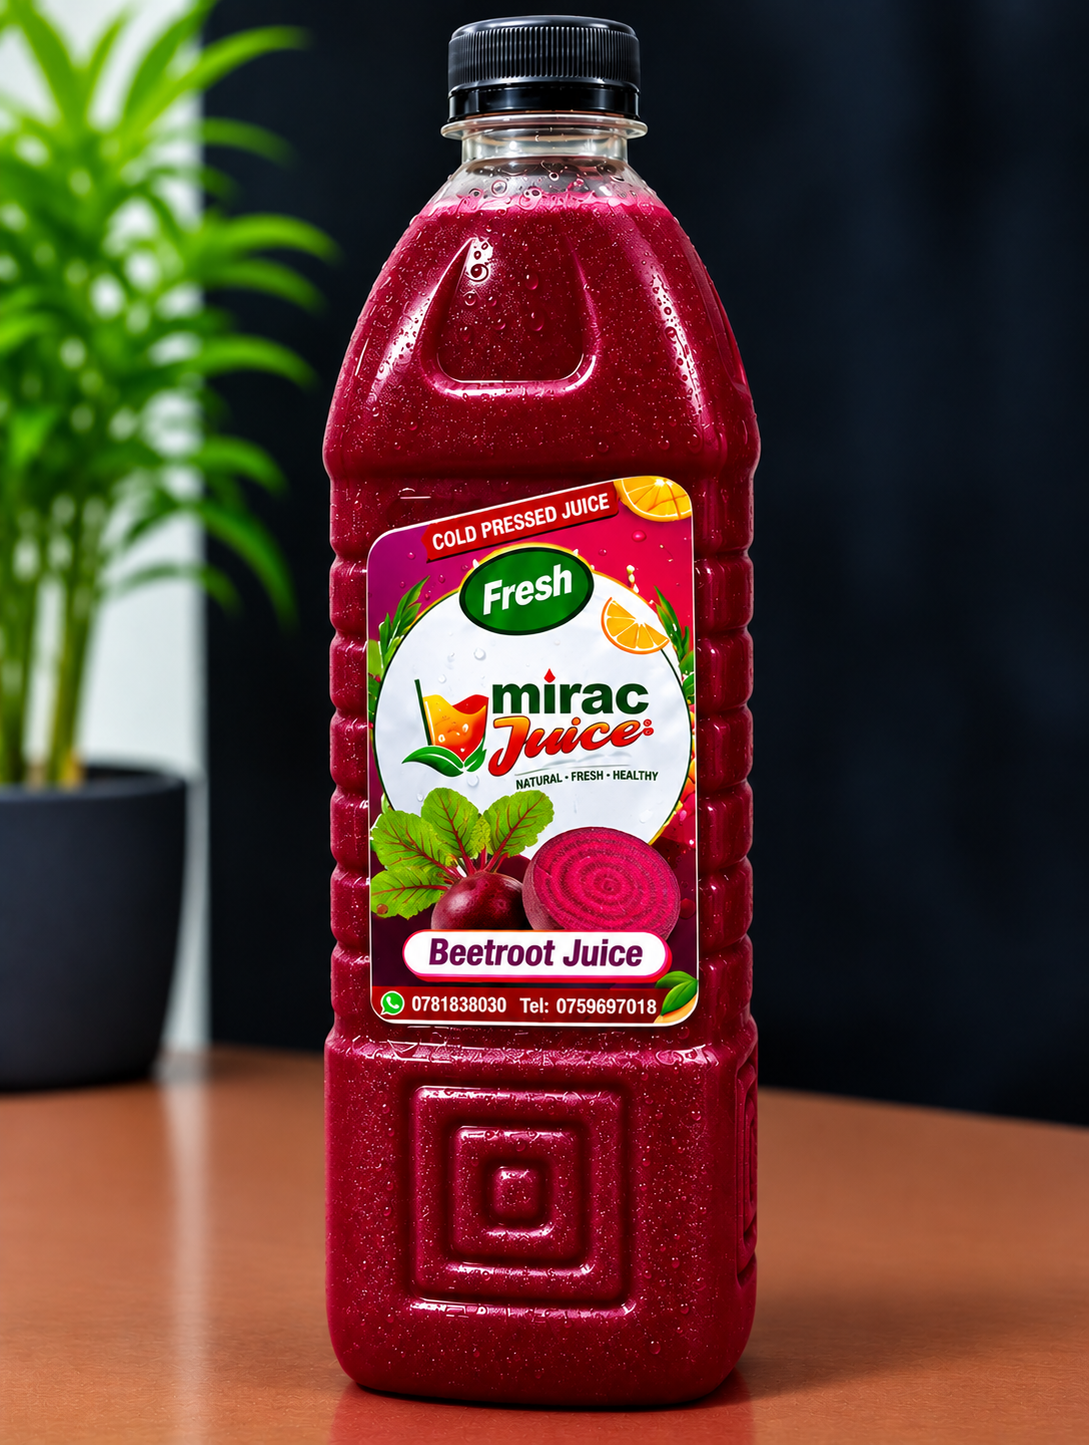 COLD PRESSED JUICE
Fresh
mirac
Juice
NATURAL • FRESH • HEALTHY
Beetroot Juice
0781838030 Tel: 0759697018